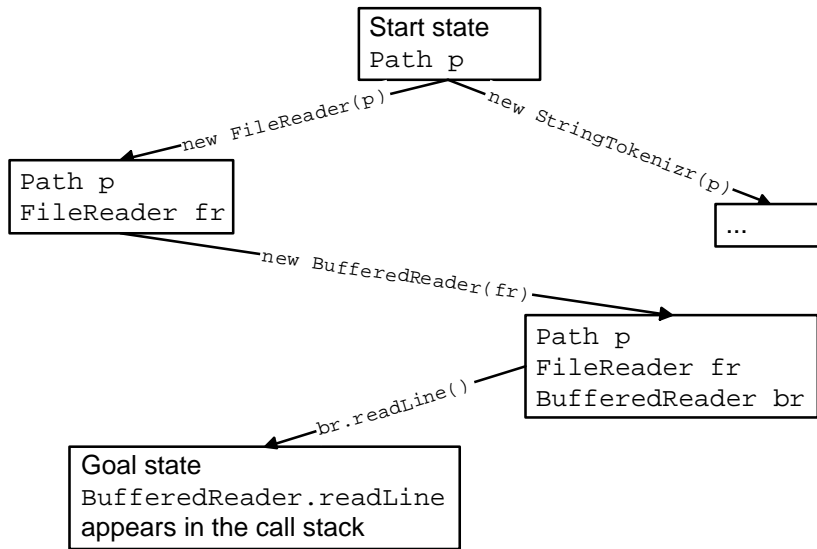 Start state
Path p
new FileReader(p)
new StringTokenizr(p)
Path p
FileReader fr
...
new BufferedReader(fr)
Path p
FileReader fr
BufferedReader br
br.readLine()
Goal state
BufferedReader.readLine
appears in the call stack